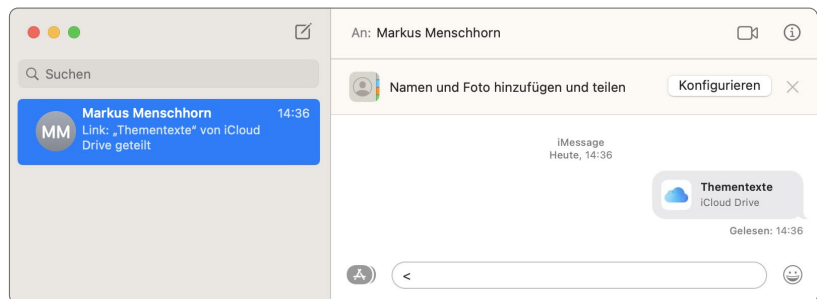 Suchen
Markus Menschhorn 14:36
Link: „Thementexte“ von iCloud
Drive geteilt
MM
An: Markus Menschhorn
Namen und Foto hinzufügen und teilen
Konfigurieren
iMessage
Heute, 14:36
Thementexte
iCloud Drive
Gelesen: 14:36
<